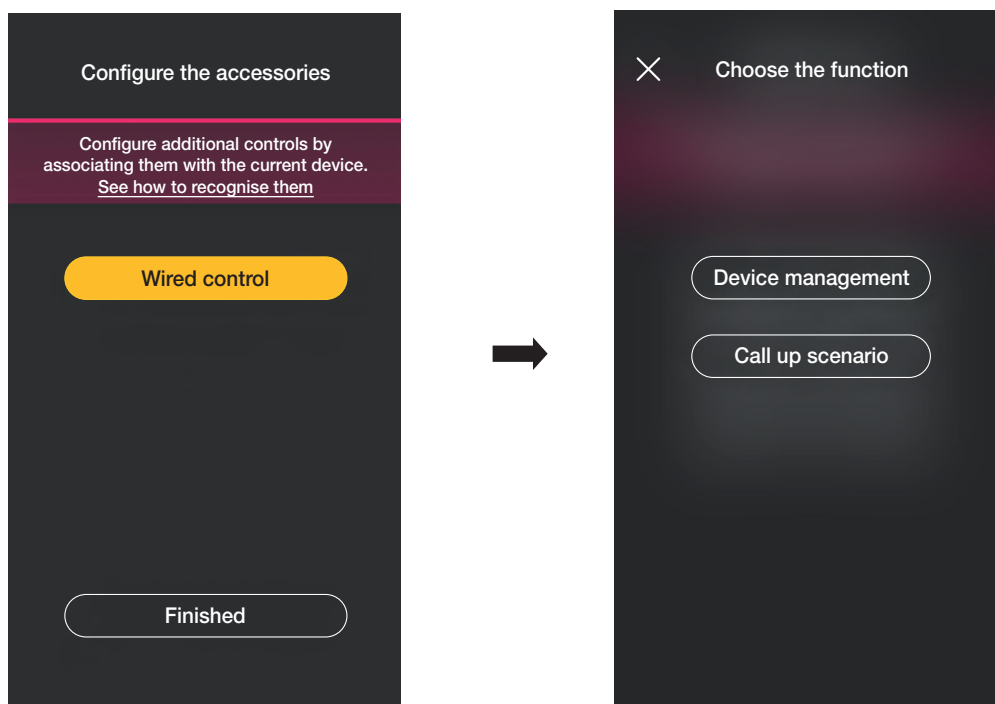 Configure the accessories
Configure additional controls by
associating them with the current device.
See how to recognise them
Wired control
Finished
Choose the function
Device management
Call up scenario